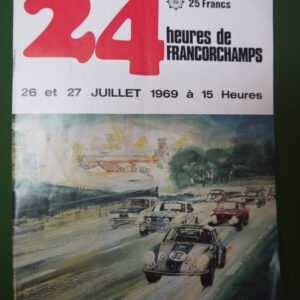 25 Francs
24
heures de
FRANCORCHAMPS
26 et 27 JUILLET 1969 à 15 Heures